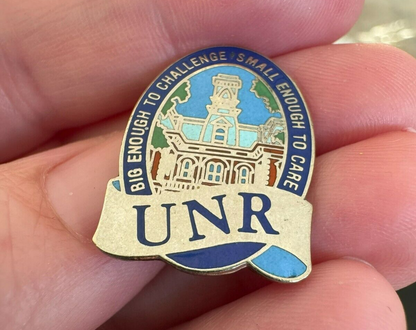 BIG ENOUGH TO CHALLENGE/SMALL ENOUGH TO CARE
UNR